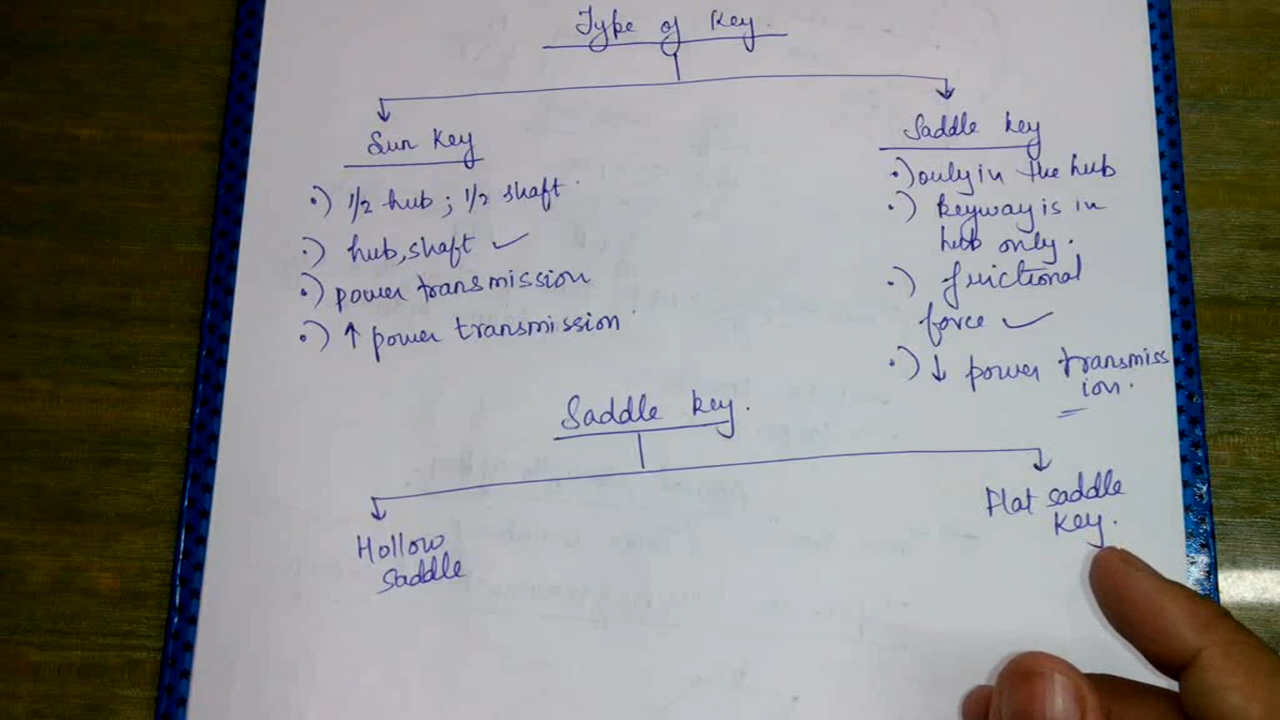 Type of Key.
Sun Key
•) 1/2 hub ; 1/2 shaft.
•) hub, shaft ✓
•) power transmission
•) ↑ power transmission
Saddle key
•) only in the hub
•) Keyway is in
hub only.
•) frictional
force ✓
•) ↓ power transmiss
ion.
Saddle key.
Hollow
saddle
Flat saddle
Key.